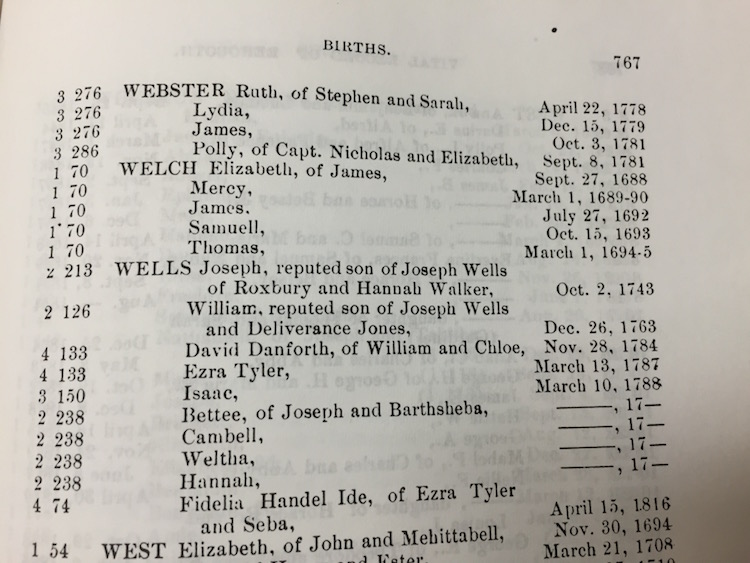 BIRTHS.
767
3 276 WEBSTER Ruth, of Stephen and Sarah, April 22, 1778
3 276 Lydia, Dec. 15, 1779
3 276 James, Oct. 3, 1781
3 286 Polly, of Capt. Nicholas and Elizabeth, Sept. 8, 1781
1 70 WELCH Elizabeth, of James, Sept. 27, 1688
1 70 Mercy, March 1, 1689-90
1 70 James. July 27, 1692
1 70 Samuell, Oct. 15, 1693
1 70 Thomas, March 1, 1694-5
2 213 WELLS Joseph, reputed son of Joseph Wells
of Roxbury and Hannah Walker, Oct. 2, 1743
2 126 William, reputed son of Joseph Wells
and Deliverance Jones, Dec. 26, 1763
4 133 David Danforth, of William and Chloe, Nov. 28, 1784
4 133 Ezra Tyler, March 13, 1787
3 150 Isaac, March 10, 1788
2 238 Bettee, of Joseph and Barthsheba, ——, 17—
2 238 Cambell, ——, 17—
2 238 Weltha, ——, 17—
2 238 Hannah, ——, 17—
4 74 Fidelia Handel Ide, of Ezra Tyler
and Seba, April 15, 1816
1 54 WEST Elizabeth, of John and Mehittabell, Nov. 30, 1694
March 21, 1708